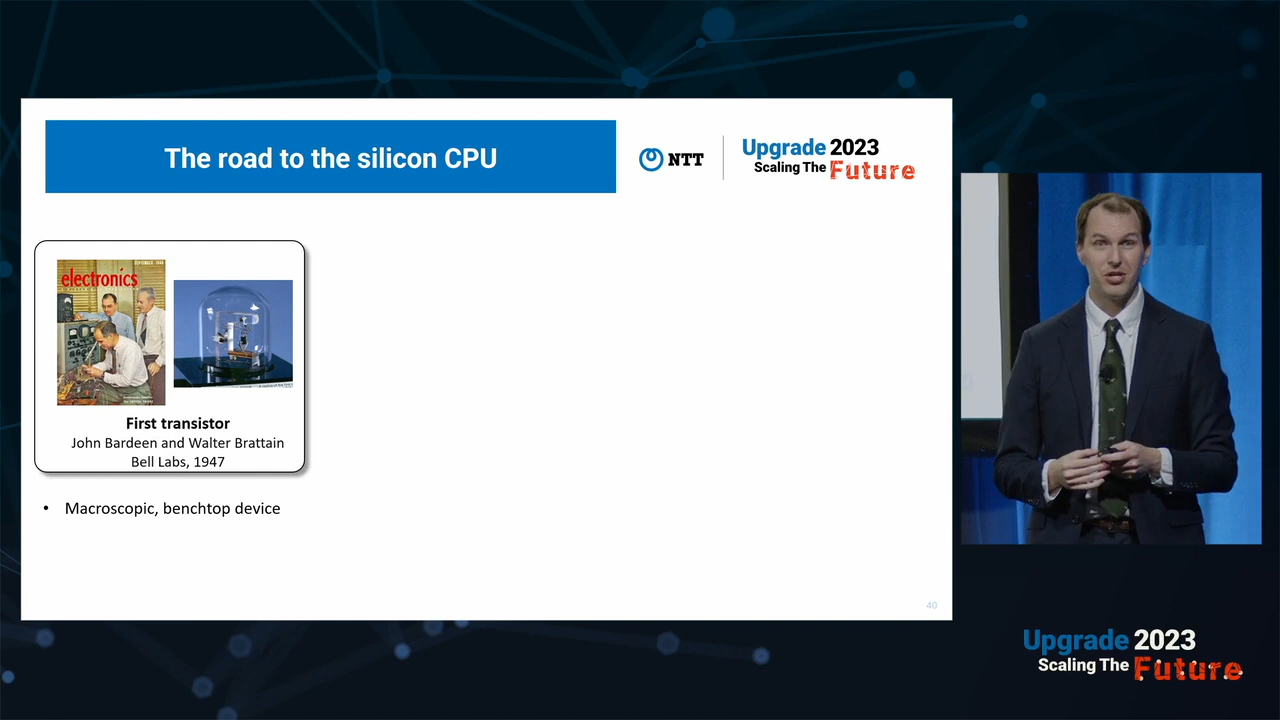 The road to the silicon CPU
NTT
Upgrade 2023
Scaling The Future
electronics
First transistor
John Bardeen and Walter Brattain
Bell Labs, 1947
• Macroscopic, benchtop device
40
Upgrade 2023
Scaling The Future